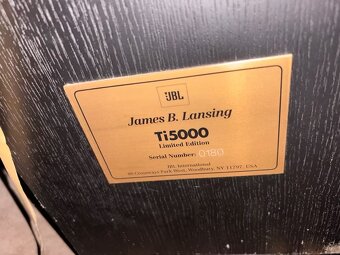 JBL
James B. Lansing
Ti5000
Limited Edition
Serial Number: 0180
JBL International
80 Crossways Park West, Woodbury, NY 11797, USA